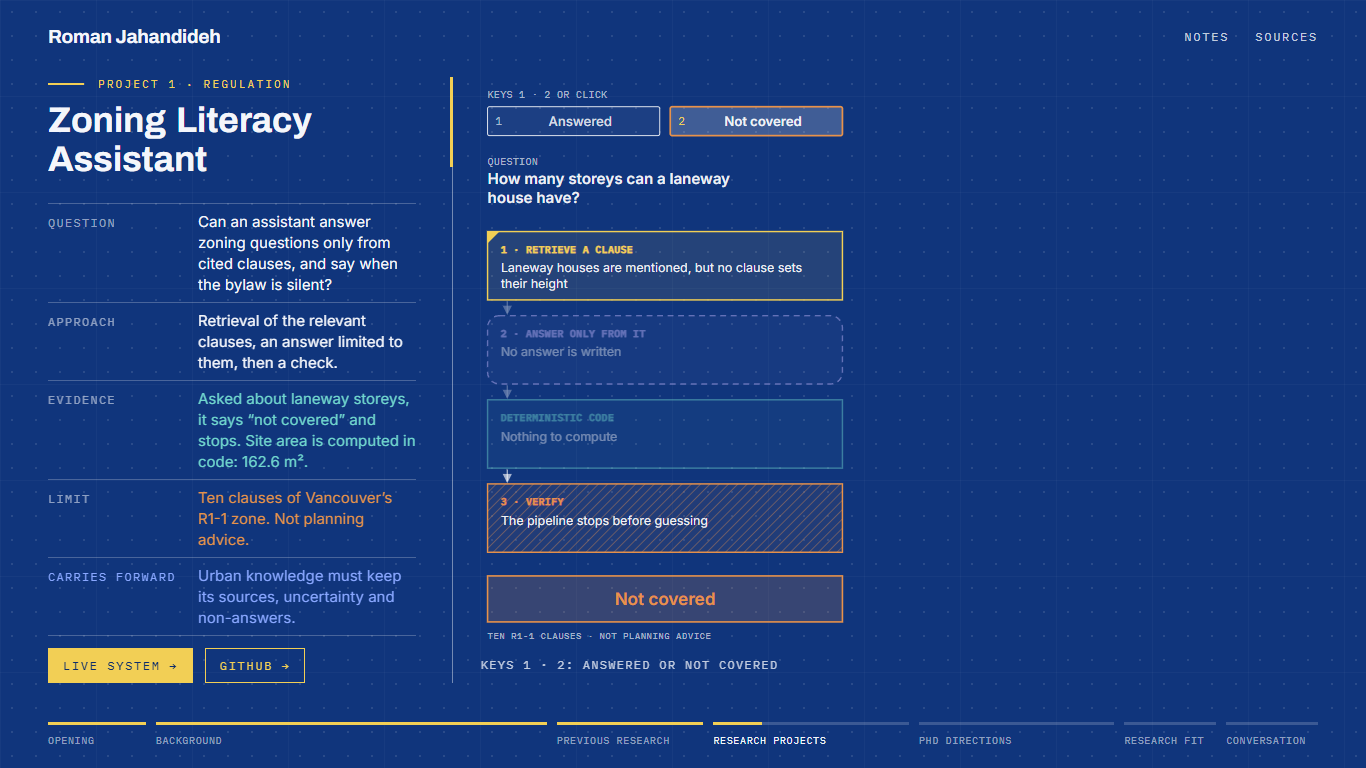 Roman Jahandideh
NOTES
SOURCES
PROJECT 1 · REGULATION
Zoning Literacy
Assistant
QUESTION
Can an assistant answer
zoning questions only from
cited clauses, and say when
the bylaw is silent?
APPROACH
Retrieval of the relevant
clauses, an answer limited to
them, then a check.
EVIDENCE
Asked about laneway storeys,
it says “not covered” and
stops. Site area is computed in
code: 162.6 m².
LIMIT
Ten clauses of Vancouver’s
R1-1 zone. Not planning
advice.
CARRIES FORWARD
Urban knowledge must keep
its sources, uncertainty and
non-answers.
LIVE SYSTEM →
GITHUB →
KEYS 1 · 2 OR CLICK
1 Answered
2 Not covered
QUESTION
How many storeys can a laneway
house have?
1 · RETRIEVE A CLAUSE
Laneway houses are mentioned, but no clause sets
their height
2 · ANSWER ONLY FROM IT
No answer is written
DETERMINISTIC CODE
Nothing to compute
3 · VERIFY
The pipeline stops before guessing
Not covered
TEN R1-1 CLAUSES · NOT PLANNING ADVICE
KEYS 1 · 2: ANSWERED OR NOT COVERED
OPENING
BACKGROUND
PREVIOUS RESEARCH
RESEARCH PROJECTS
PHD DIRECTIONS
RESEARCH FIT
CONVERSATION